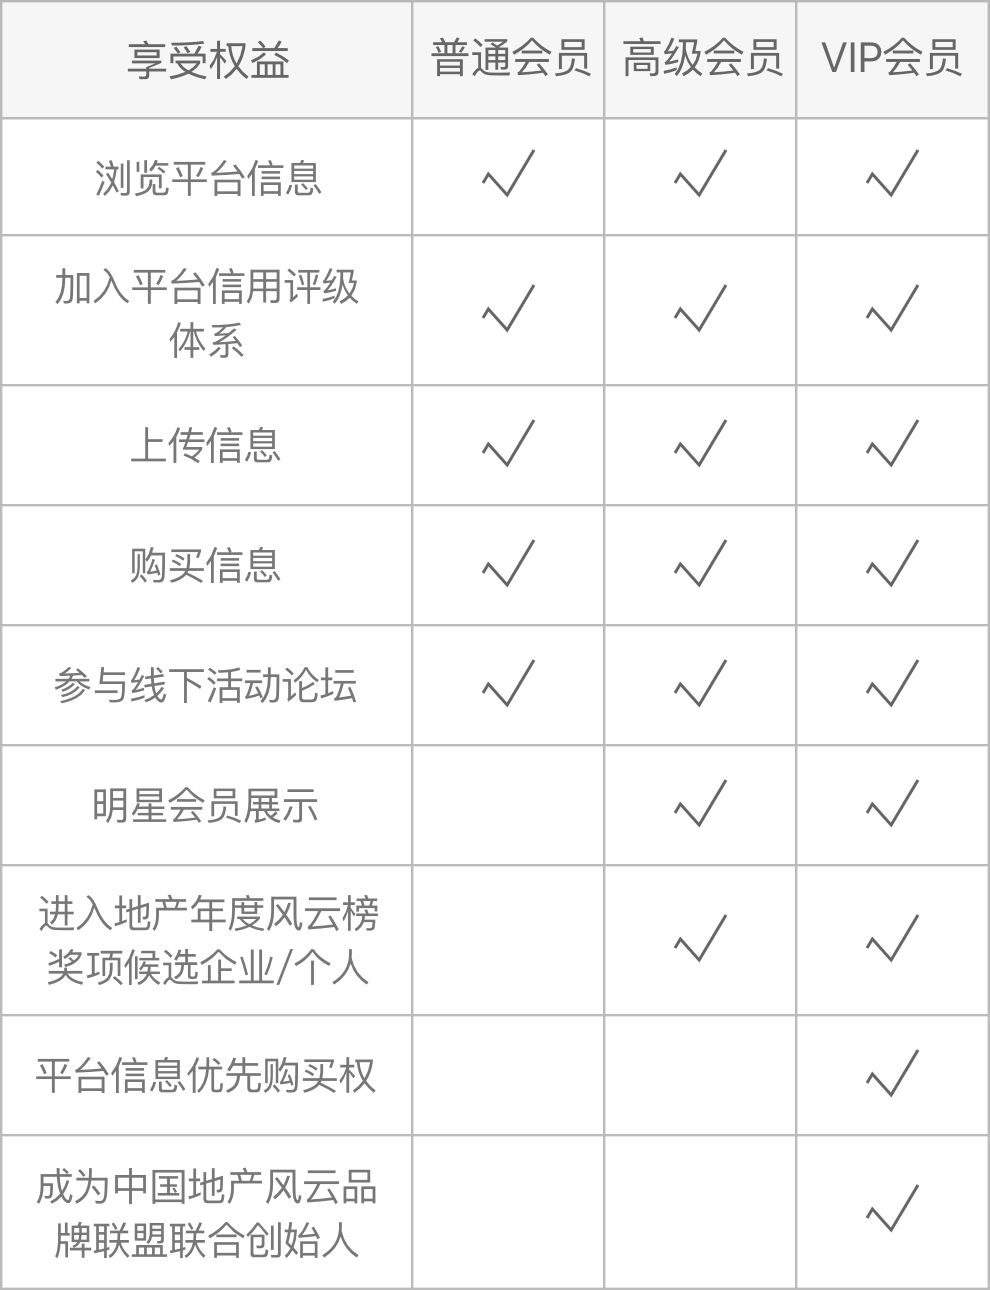 享受权益 普通会员 高级会员 VIP会员
浏览平台信息 √ √ √
加入平台信用评级
体系 √ √ √
上传信息 √ √ √
购买信息 √ √ √
参与线下活动论坛 √ √ √
明星会员展示 √ √
进入地产年度风云榜
奖项候选企业/个人 √ √
平台信息优先购买权 √
成为中国地产风云品
牌联盟联合创始人 √